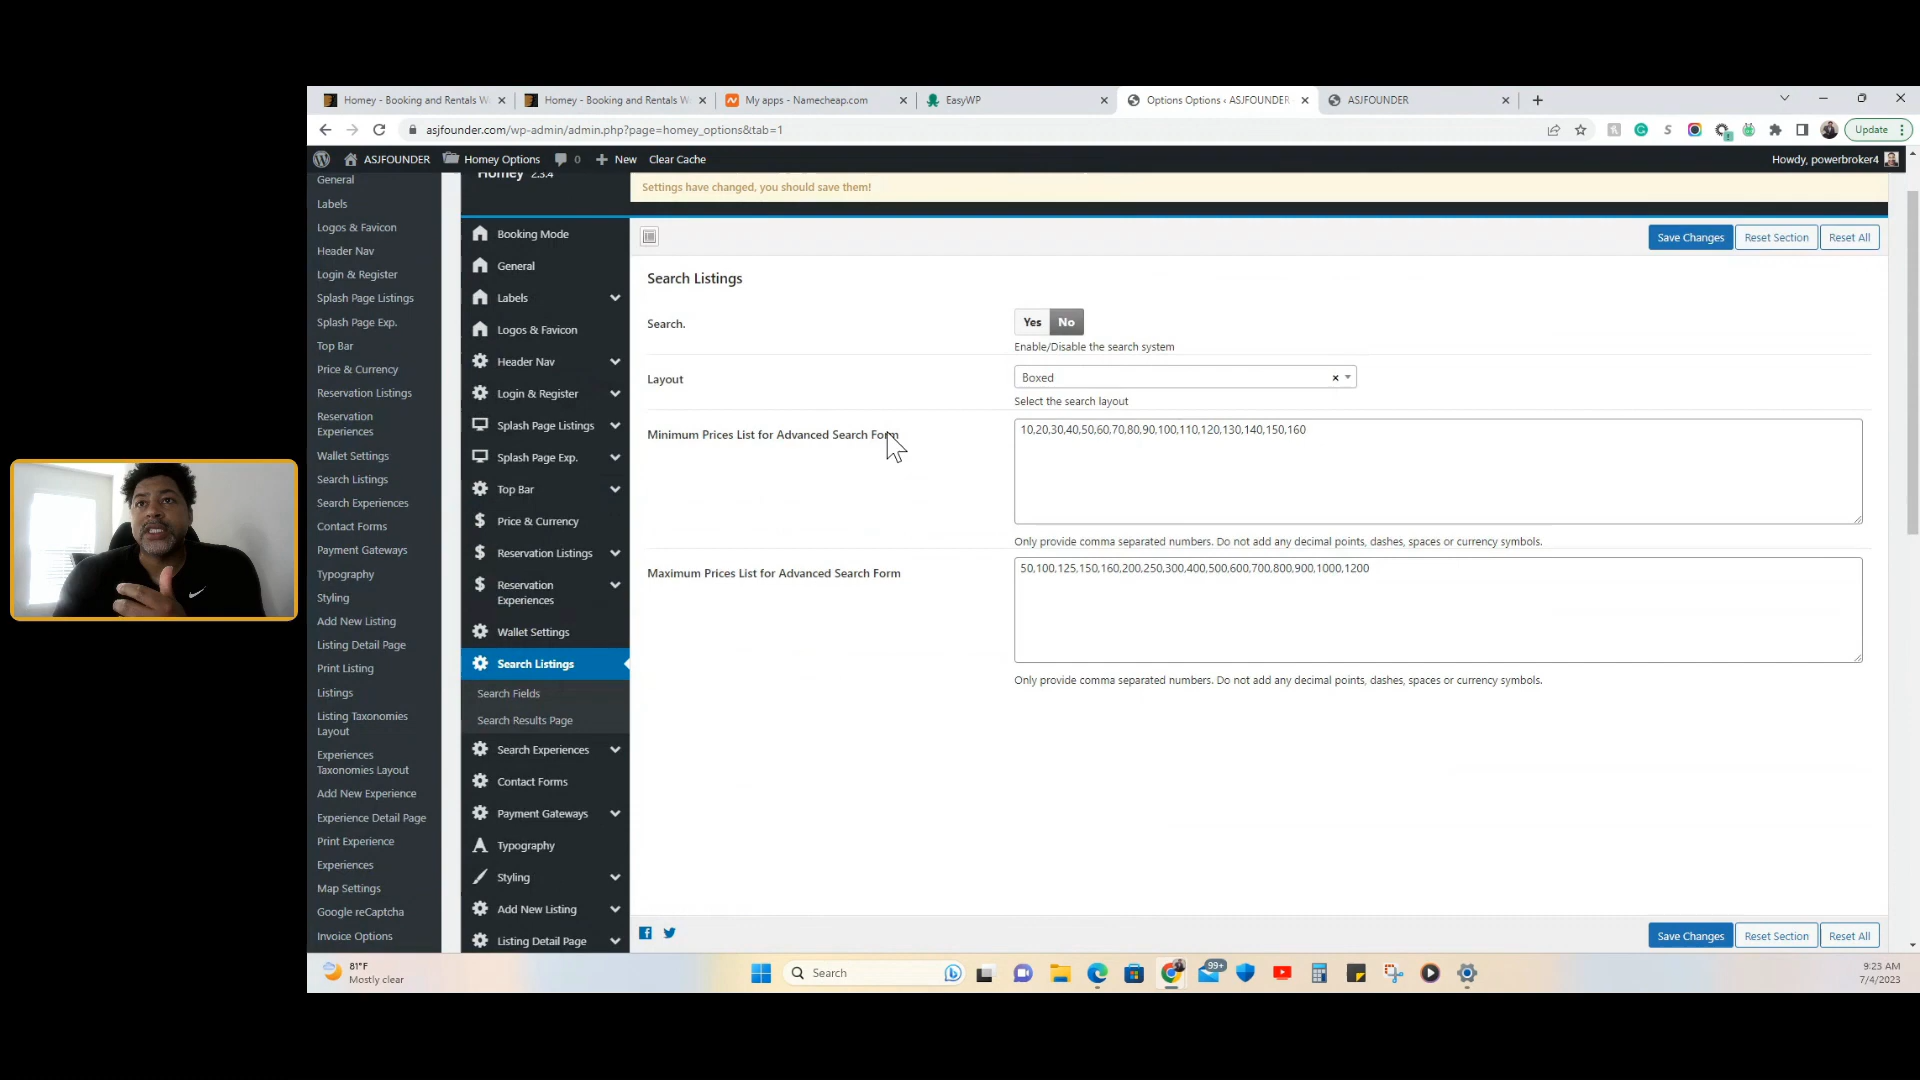 Homey - Booking and Rentals W
Homey - Booking and Rentals W
My apps - Namecheap.com
EasyWP
Options Options ‹ ASJFOUNDER
ASJFOUNDER
asjfounder.com/wp-admin/admin.php?page=homey_options&tab=1
Update
ASJFOUNDER
Homey Options
0
New
Clear Cache
Howdy, powerbroker4
General
Labels
Logos & Favicon
Header Nav
Login & Register
Splash Page Listings
Splash Page Exp.
Top Bar
Price & Currency
Reservation Listings
Reservation
Experiences
Wallet Settings
Search Listings
Search Experiences
Contact Forms
Payment Gateways
Typography
Styling
Add New Listing
Listing Detail Page
Print Listing
Listings
Listing Taxonomies
Layout
Experiences
Taxonomies Layout
Add New Experience
Experience Detail Page
Print Experience
Experiences
Map Settings
Google reCaptcha
Invoice Options
Homey 2.3.4
Booking Mode
General
Labels
Logos & Favicon
Header Nav
Login & Register
Splash Page Listings
Splash Page Exp.
Top Bar
Price & Currency
Reservation Listings
Reservation
Experiences
Wallet Settings
Search Listings
Search Fields
Search Results Page
Search Experiences
Contact Forms
Payment Gateways
Typography
Styling
Add New Listing
Listing Detail Page
Settings have changed, you should save them!
Save Changes
Reset Section
Reset All
Search Listings
Search.
Yes
No
Enable/Disable the search system
Layout
Boxed
Select the search layout
Minimum Prices List for Advanced Search Form
10,20,30,40,50,60,70,80,90,100,110,120,130,140,150,160
Only provide comma separated numbers. Do not add any decimal points, dashes, spaces or currency symbols.
Maximum Prices List for Advanced Search Form
50,100,125,150,160,200,250,300,400,500,600,700,800,900,1000,1200
Only provide comma separated numbers. Do not add any decimal points, dashes, spaces or currency symbols.
Save Changes
Reset Section
Reset All
81°F
Mostly clear
Search
99+
9:23 AM
7/4/2023